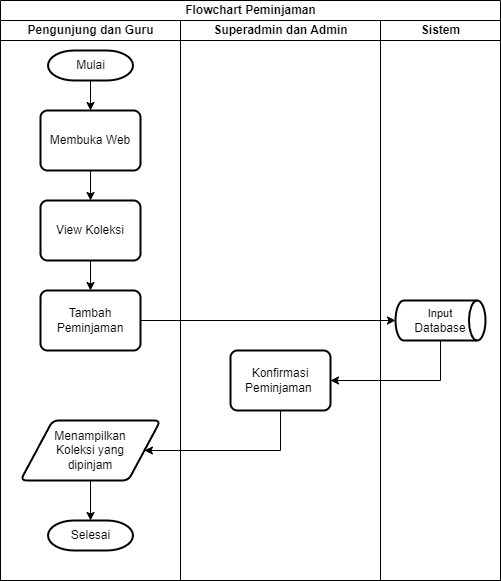 Flowchart Peminjaman
Pengunjung dan Guru
Superadmin dan Admin
Sistem
Mulai
Membuka Web
View Koleksi
Tambah
Peminjaman
Input
Database
Konfirmasi
Peminjaman
Menampilkan
Koleksi yang
dipinjam
Selesai